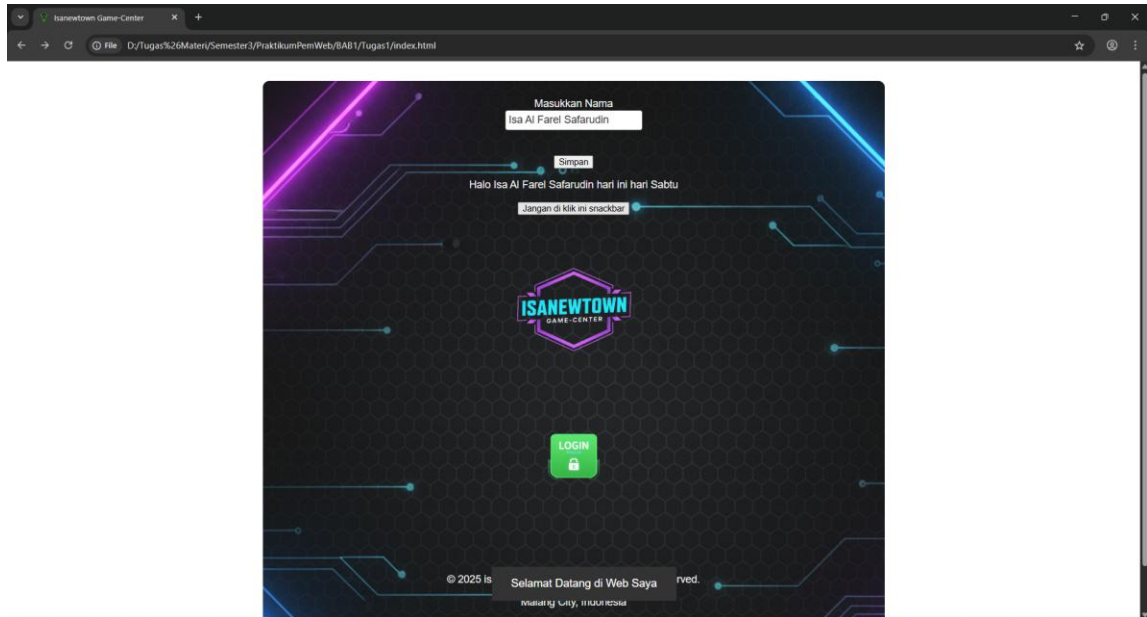 Isanewtown Game-Center
File D:/Tugas%26Materi/Semester3/PraktikumPemWeb/BAB1/Tugas1/index.html
Masukkan Nama
Isa Al Farel Safarudin
Simpan
Halo Isa Al Farel Safarudin hari ini hari Sabtu
Jangan di klik ini snackbar
ISANEWTOWN
GAME-CENTER
LOGIN
© 2025 is
rved.
Selamat Datang di Web Saya
Malang City, Indonesia